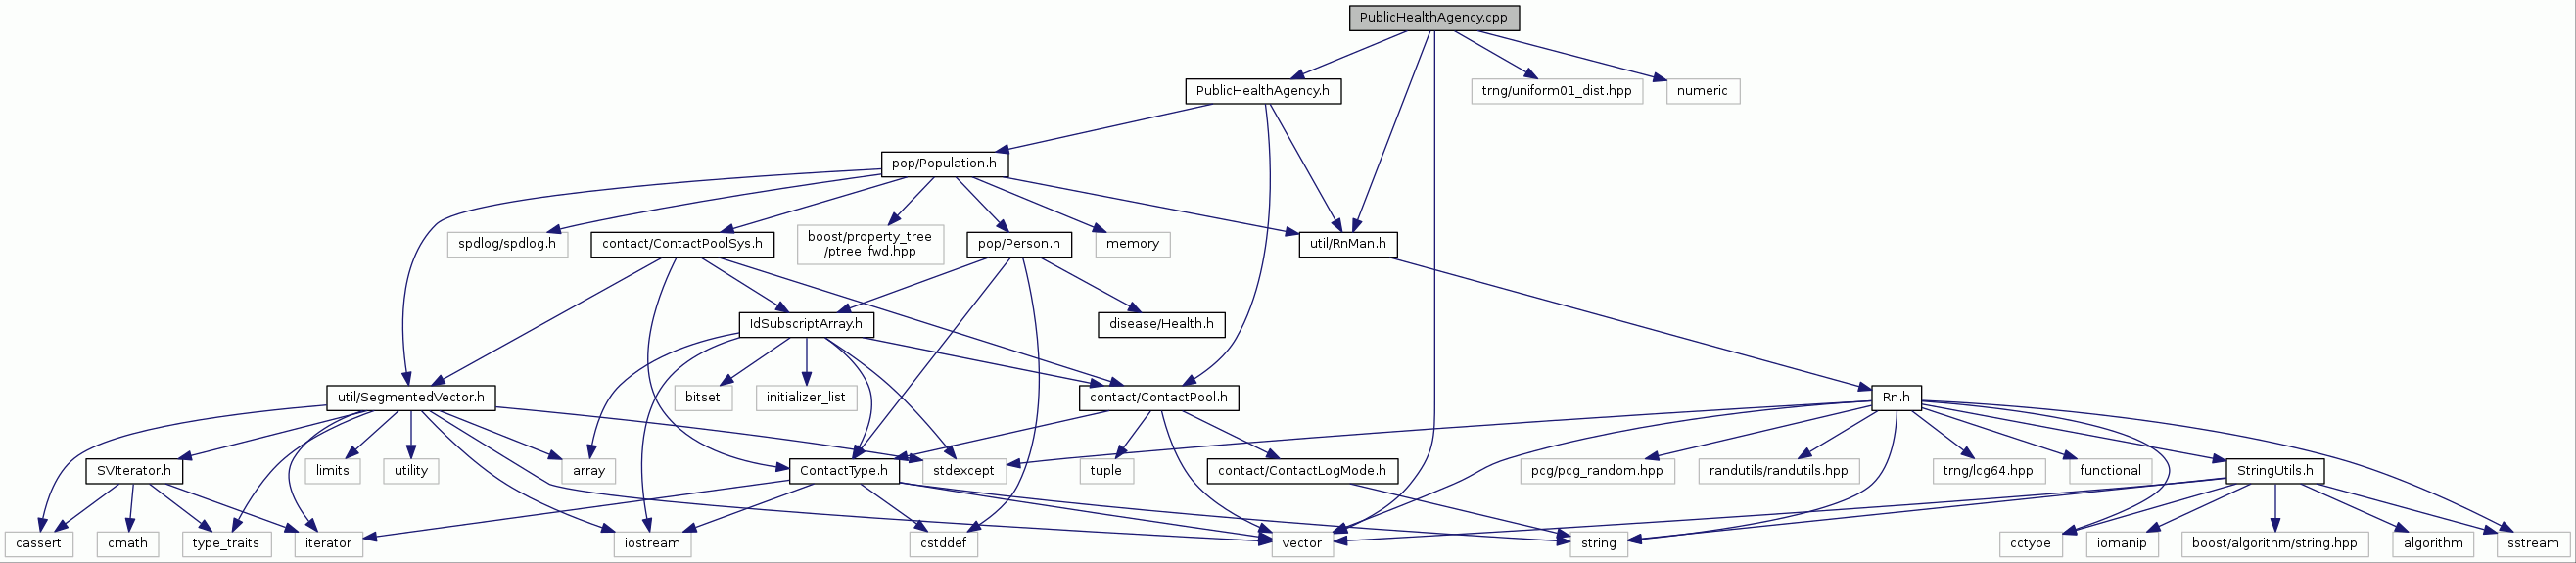 PublicHealthAgency.cpp
PublicHealthAgency.h
trng/uniform01_dist.hpp
numeric
pop/Population.h
spdlog/spdlog.h
contact/ContactPoolSys.h
boost/property_tree
/ptree_fwd.hpp
pop/Person.h
memory
util/RnMan.h
IdSubscriptArray.h
disease/Health.h
util/SegmentedVector.h
bitset
initializer_list
contact/ContactPool.h
Rn.h
SVIterator.h
limits
utility
array
ContactType.h
stdexcept
tuple
contact/ContactLogMode.h
pcg/pcg_random.hpp
randutils/randutils.hpp
trng/lcg64.hpp
functional
StringUtils.h
cassert
cmath
type_traits
iterator
iostream
cstddef
vector
string
cctype
iomanip
boost/algorithm/string.hpp
algorithm
sstream